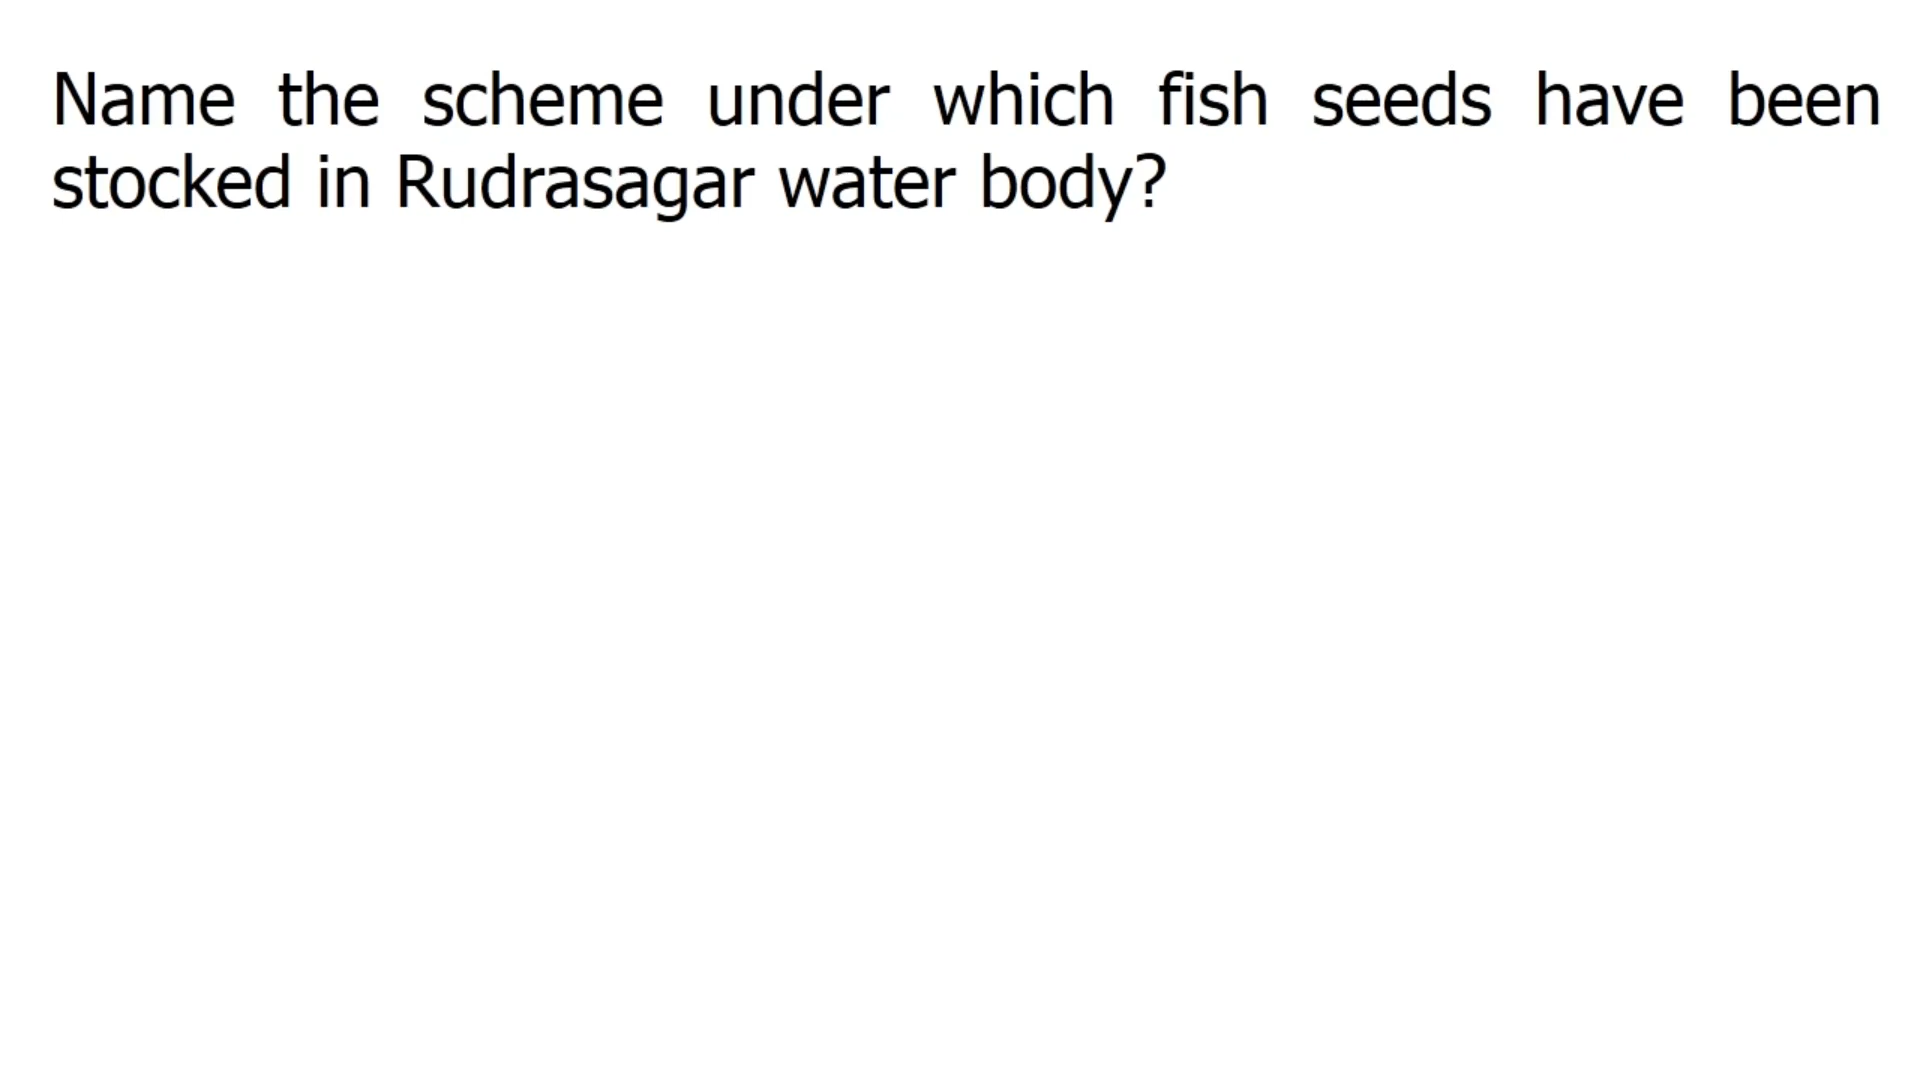 Name the scheme under which fish seeds have been
stocked in Rudrasagar water body?